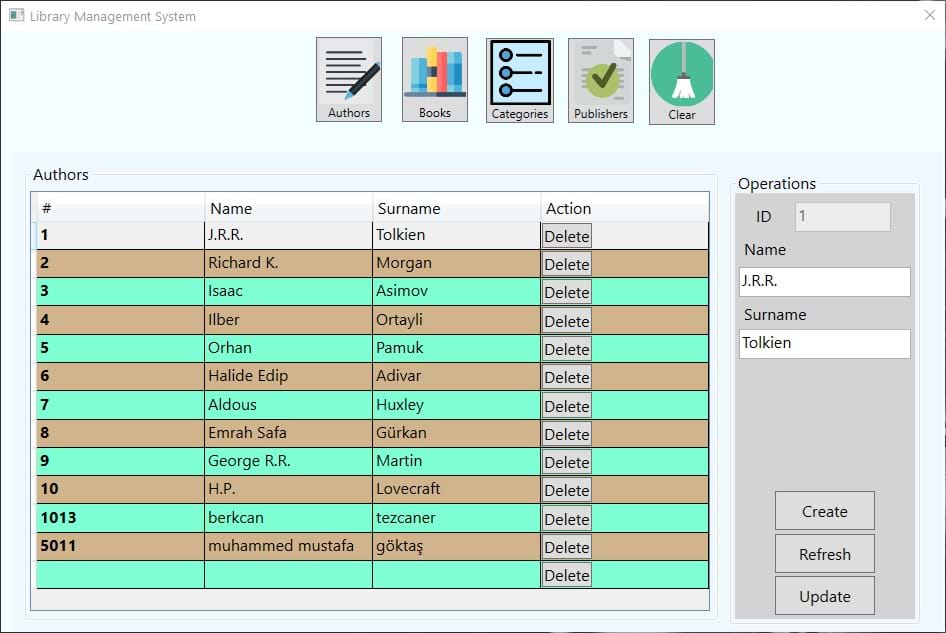 Library Management System
Authors Books Categories Publishers Clear
Authors
# Name Surname Action
1 J.R.R. Tolkien Delete
2 Richard K. Morgan Delete
3 Isaac Asimov Delete
4 Ilber Ortayli Delete
5 Orhan Pamuk Delete
6 Halide Edip Adivar Delete
7 Aldous Huxley Delete
8 Emrah Safa Gürkan Delete
9 George R.R. Martin Delete
10 H.P. Lovecraft Delete
1013 berkcan tezcaner Delete
5011 muhammed mustafa göktaş Delete
Delete
Operations
ID 1
Name
J.R.R.
Surname
Tolkien
Create
Refresh
Update